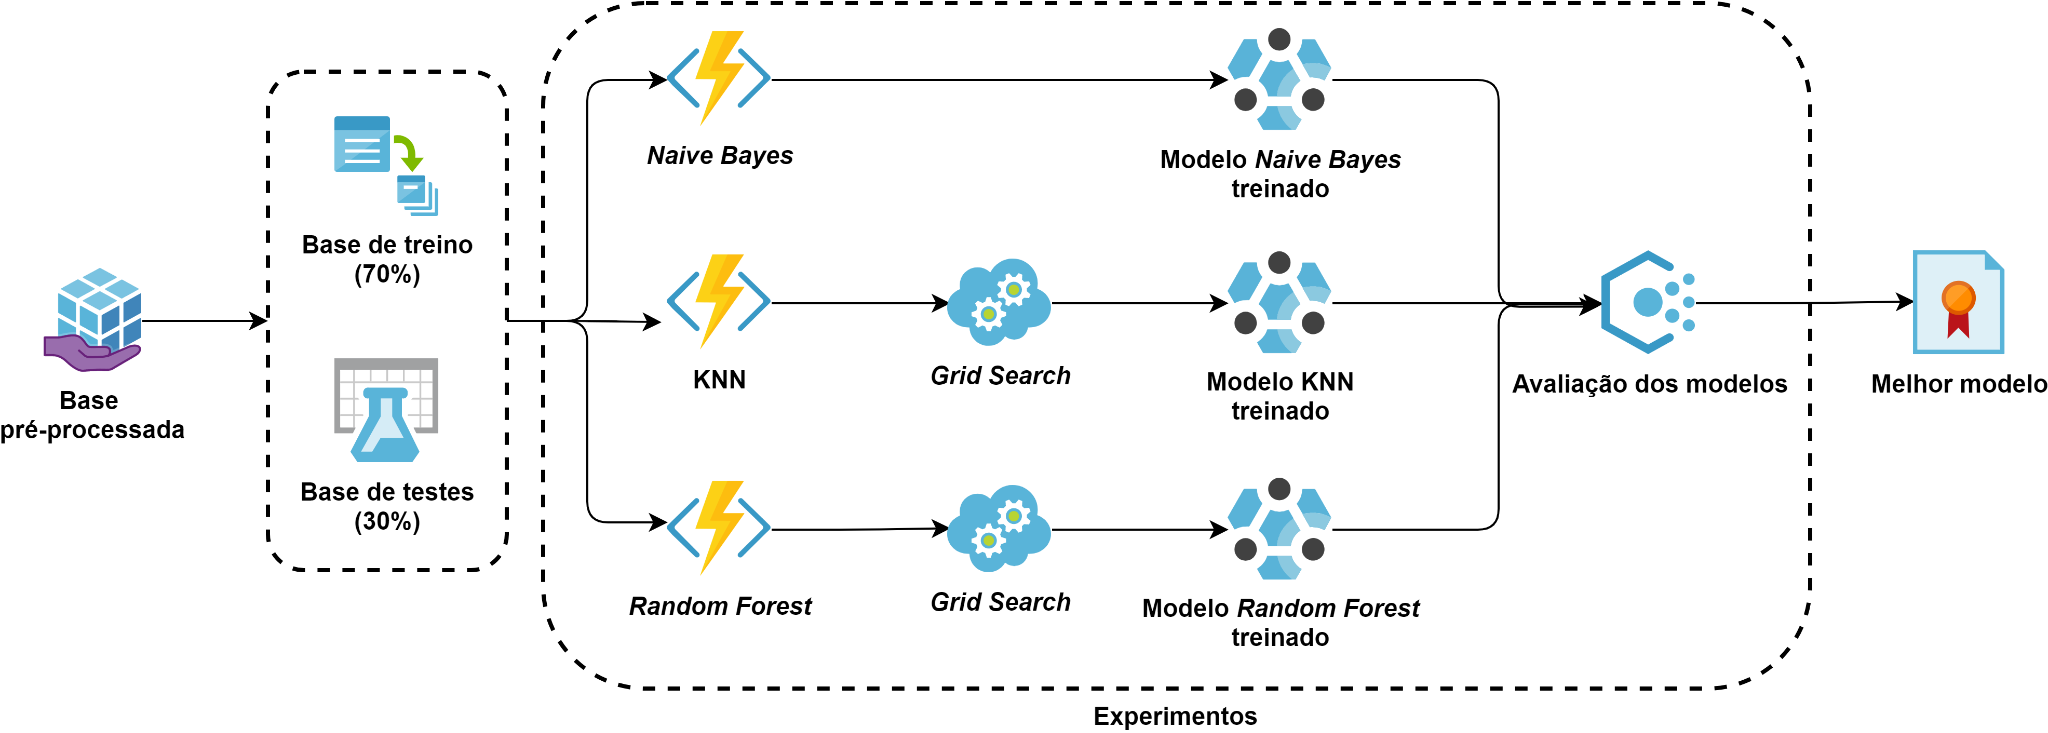 Base
pré-processada
Base de treino
(70%)
Base de testes
(30%)
Naive Bayes
Modelo Naive Bayes
treinado
KNN
Grid Search
Modelo KNN
treinado
Avaliação dos modelos
Melhor modelo
Random Forest
Grid Search
Modelo Random Forest
treinado
Experimentos